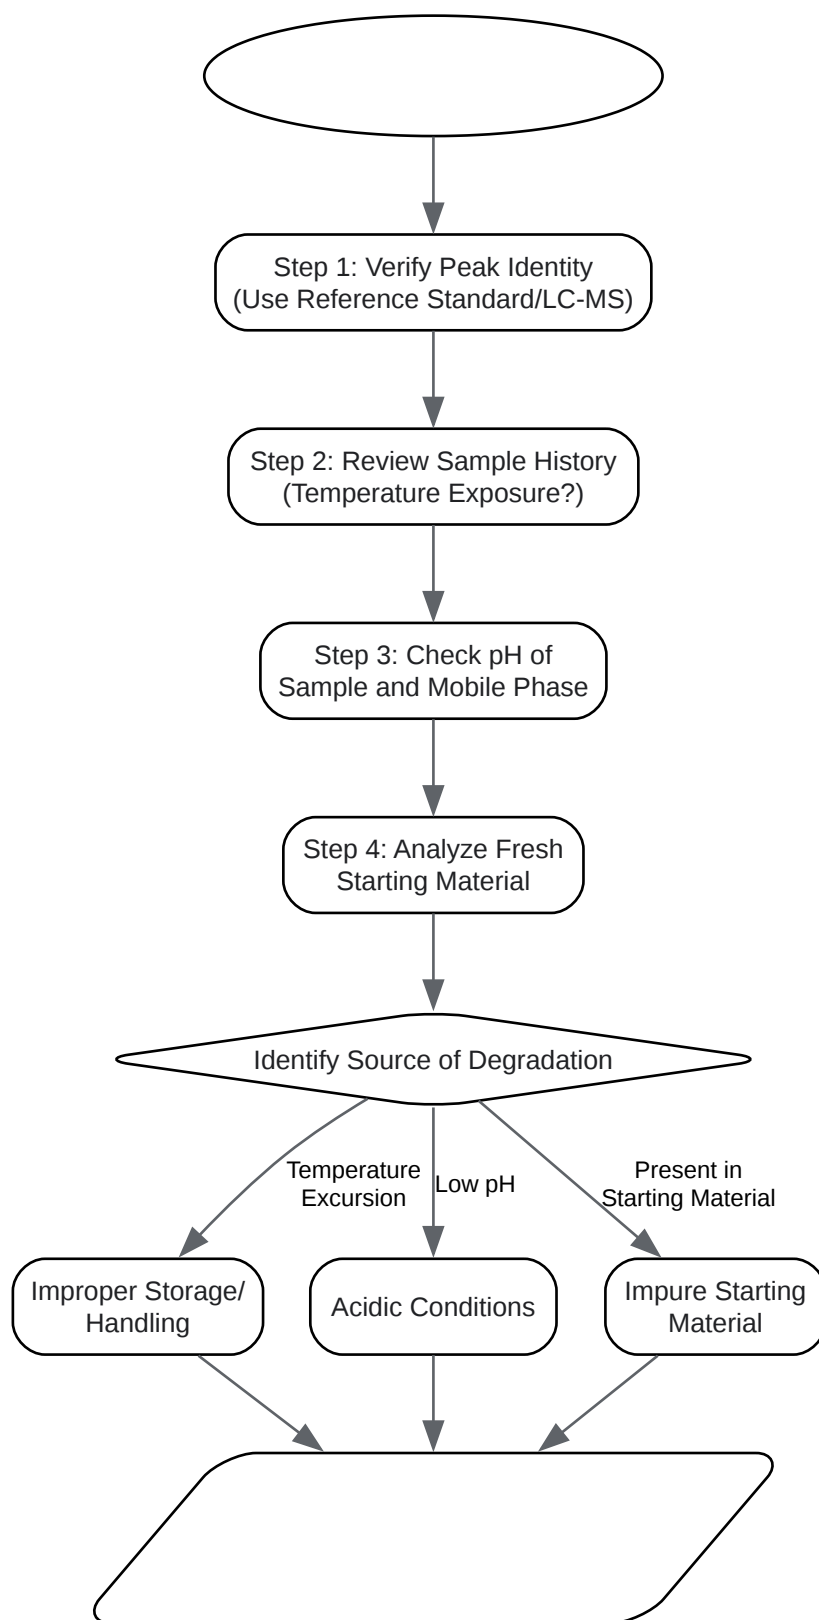 Step 1: Verify Peak Identity
(Use Reference Standard/LC-MS)
Step 2: Review Sample History
(Temperature Exposure?)
Step 3: Check pH of
Sample and Mobile Phase
Step 4: Analyze Fresh
Starting Material
Identify Source of Degradation
Temperature
Excursion
Low pH
Present in
Starting Material
Improper Storage/
Handling
Acidic Conditions
Impure Starting
Material